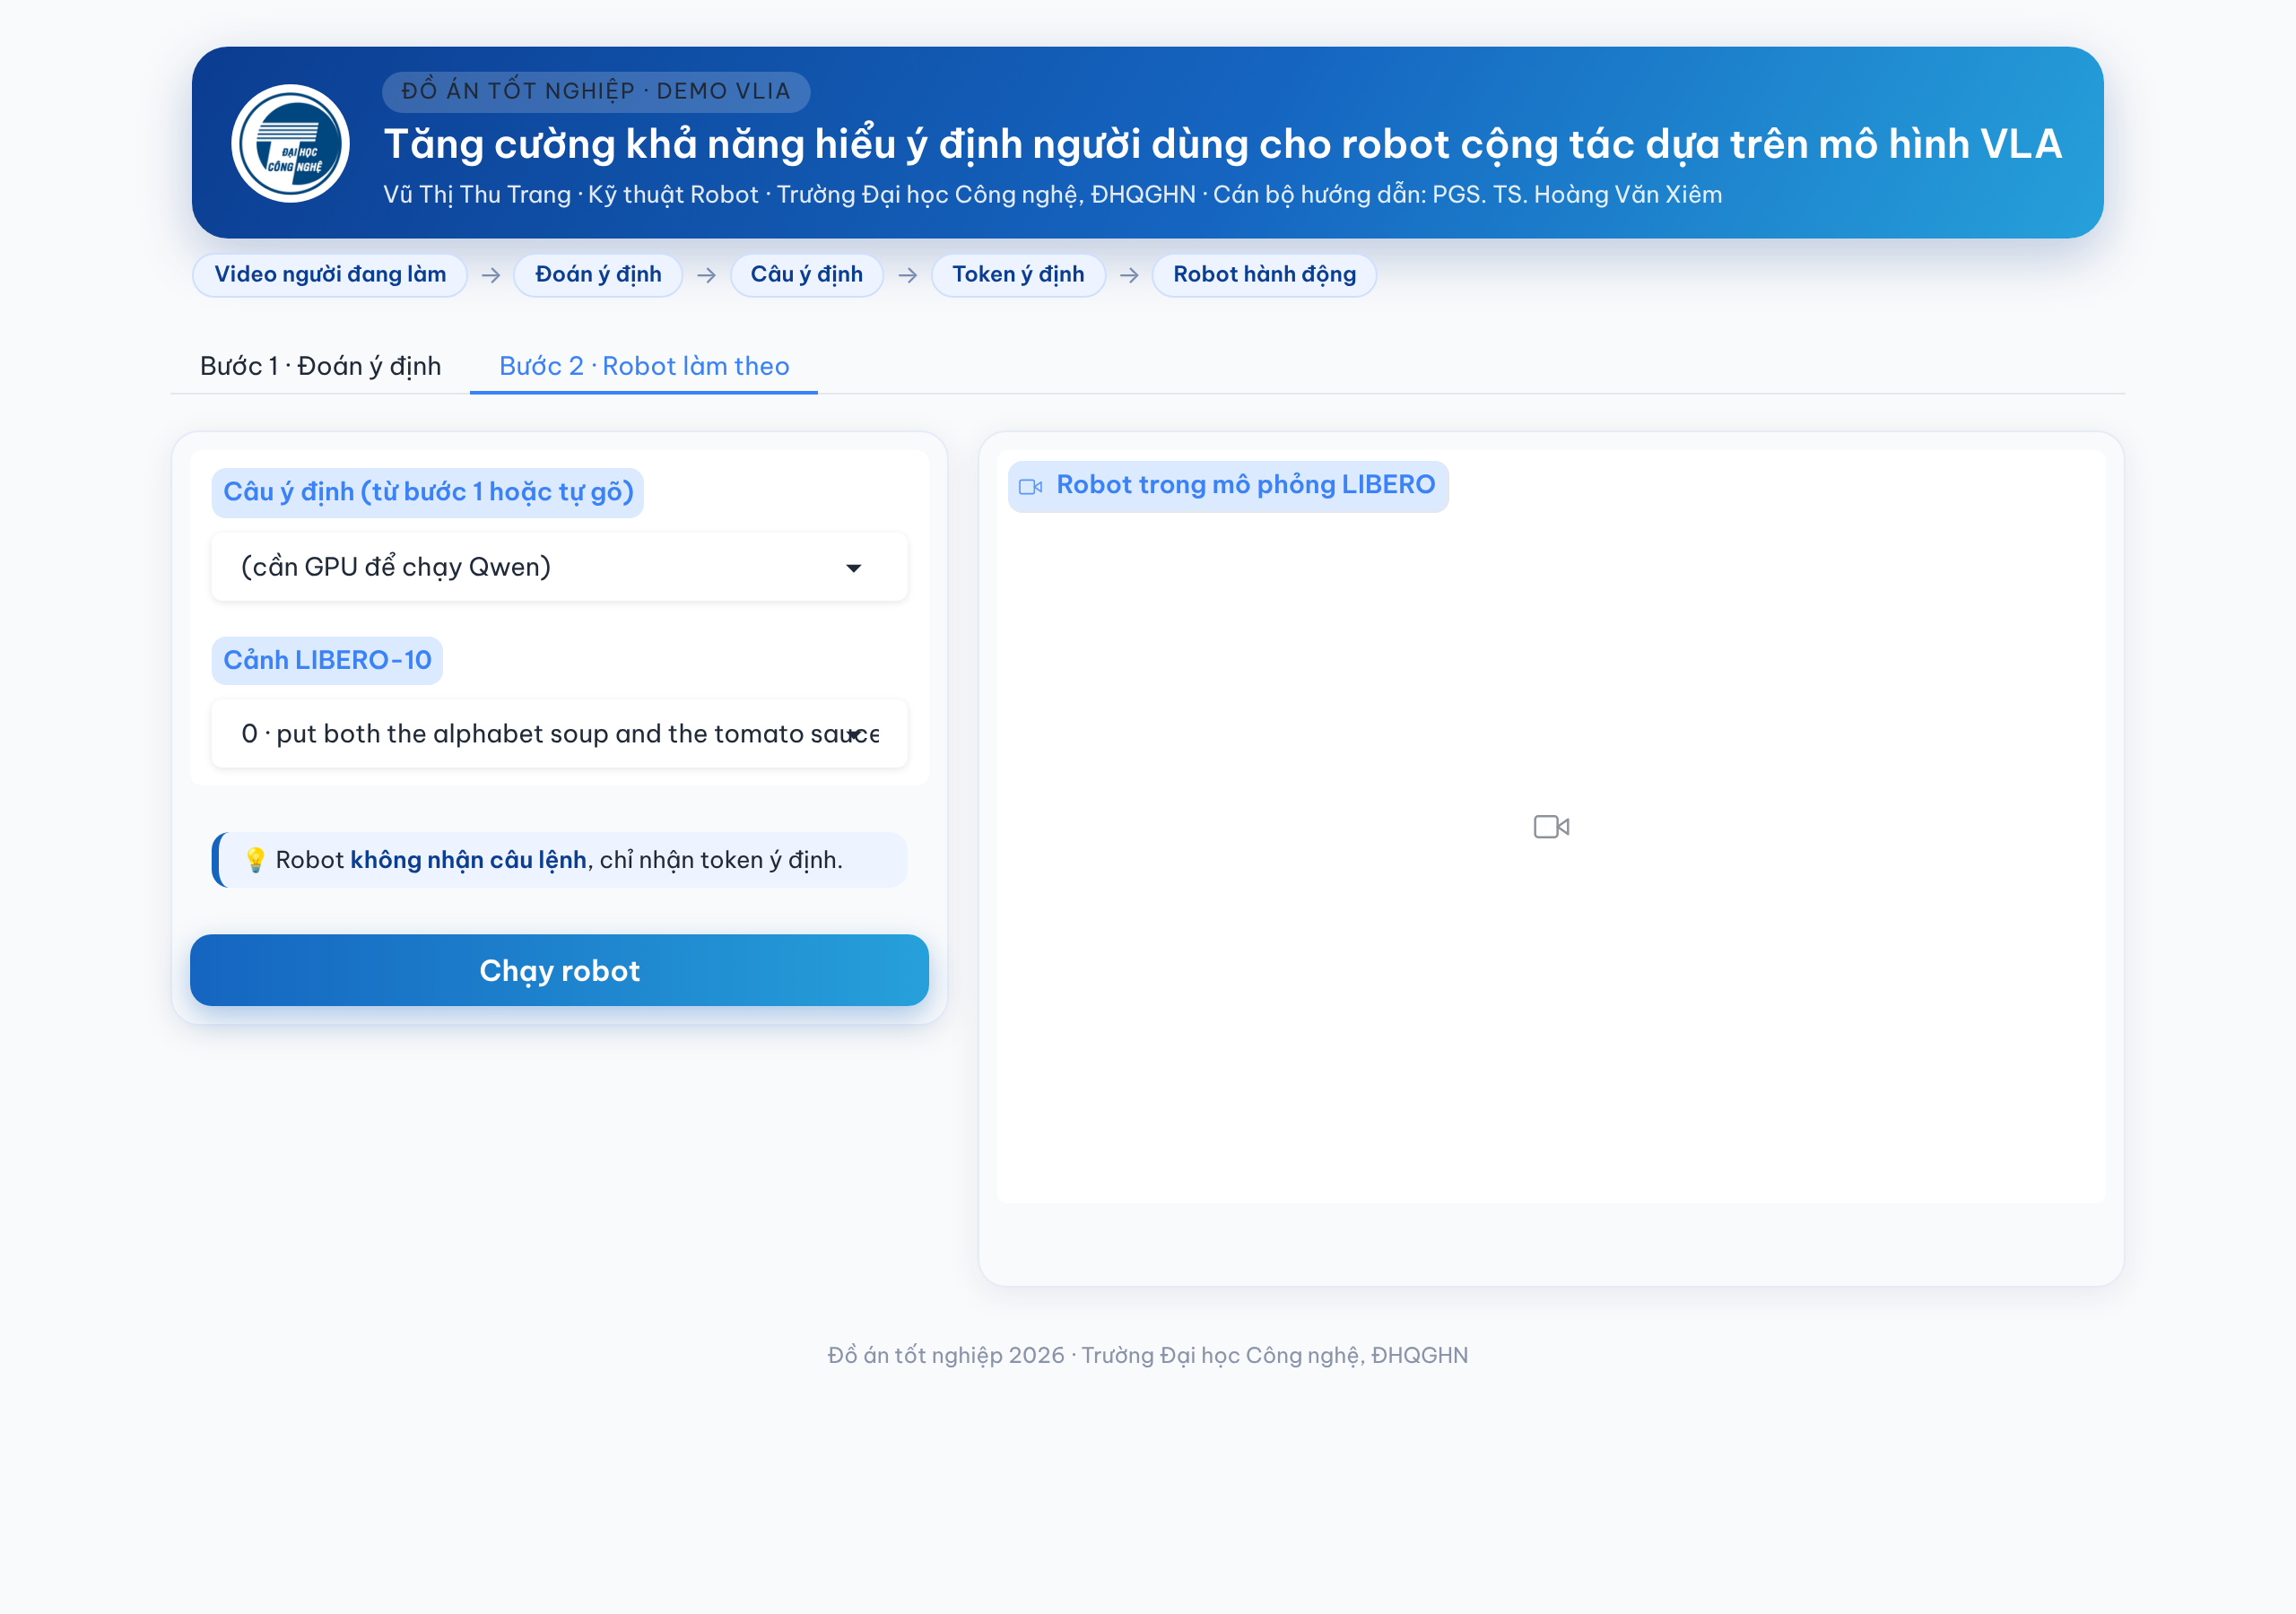 ĐỒ ÁN TỐT NGHIỆP · DEMO VLIA
Tăng cường khả năng hiểu ý định người dùng cho robot cộng tác dựa trên mô hình VLA
ĐẠI HỌC
CÔNG NGHỆ
Vũ Thị Thu Trang · Kỹ thuật Robot · Trường Đại học Công nghệ, ĐHQGHN · Cán bộ hướng dẫn: PGS. TS. Hoàng Văn Xiêm
Video người đang làm → Đoán ý định → Câu ý định → Token ý định → Robot hành động
Bước 1 · Đoán ý định Bước 2 · Robot làm theo
Câu ý định (từ bước 1 hoặc tự gõ)
(cần GPU để chạy Qwen)
Cảnh LIBERO-10
0 · put both the alphabet soup and the tomato sauce
💡 Robot không nhận câu lệnh, chỉ nhận token ý định.
Chạy robot
Robot trong mô phỏng LIBERO
Đồ án tốt nghiệp 2026 · Trường Đại học Công nghệ, ĐHQGHN